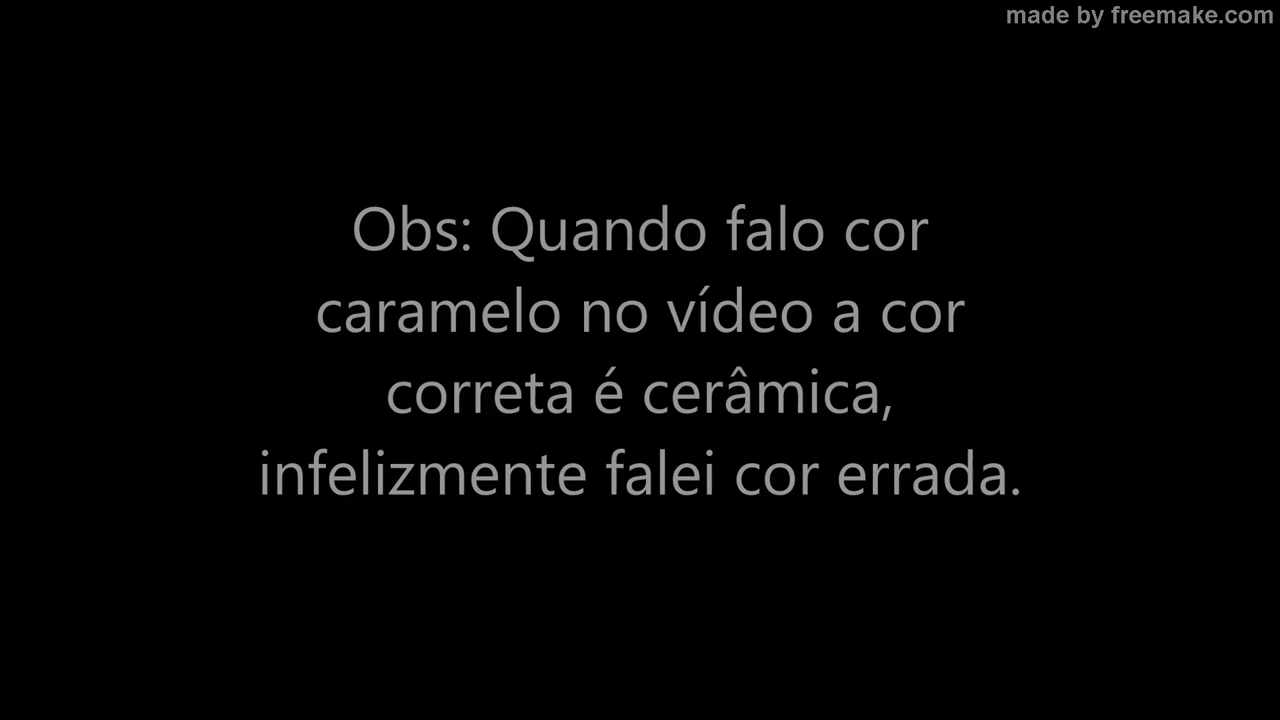 made by freemake.com
Obs: Quando falo cor
caramelo no vídeo a cor
correta é cerâmica,
infelizmente falei cor errada.